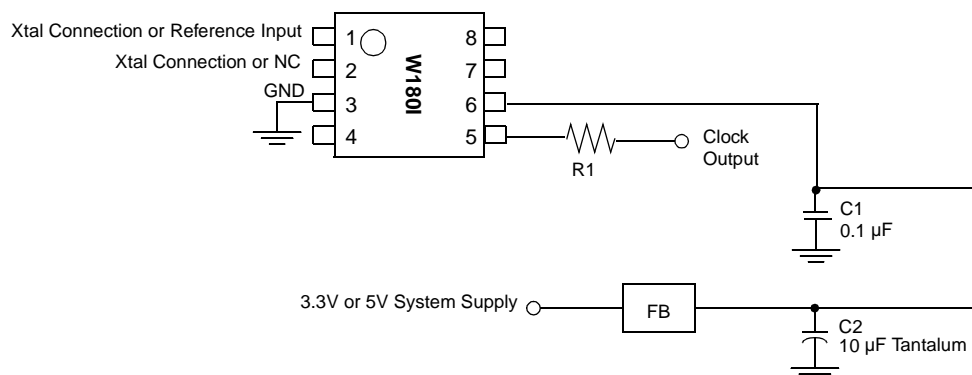 Xtal Connection or Reference Input
1
8
Xtal Connection or NC
2
7
W180I
GND
3
6
4
5
R1
Clock
Output
C1
0.1 µF
3.3V or 5V System Supply
FB
C2
10 µF Tantalum